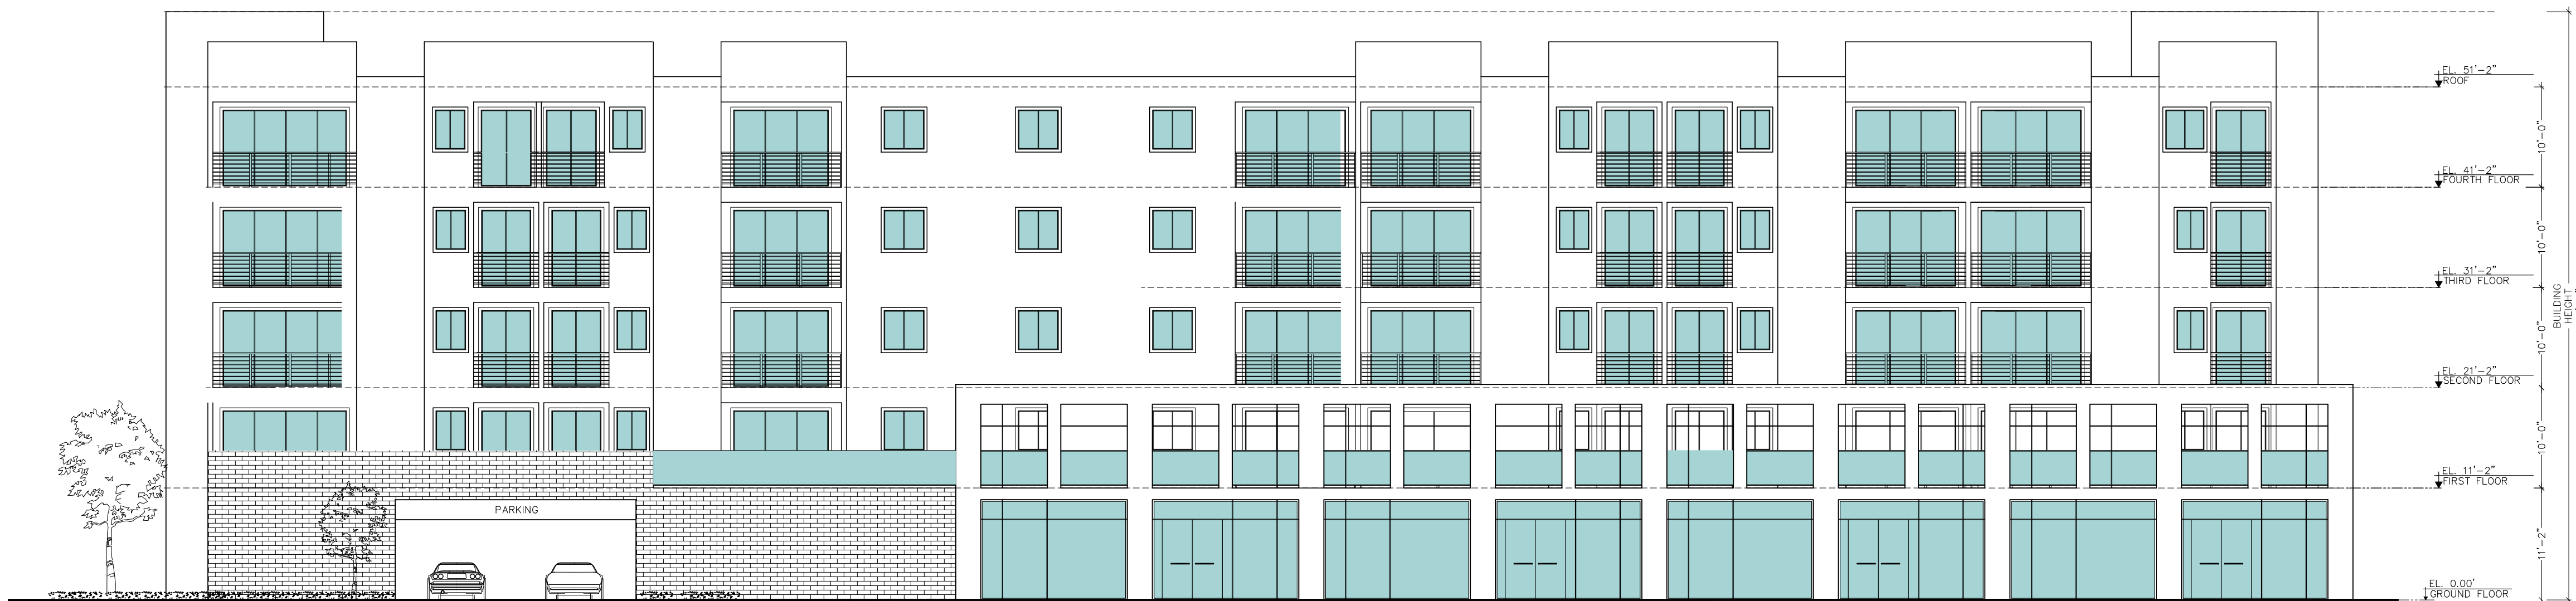 EL. 51'-2"
ROOF
10'-0"
EL. 41'-2"
FOURTH FLOOR
10'-0"
EL. 31'-2"
THIRD FLOOR
BUILDING
HEIGHT
10'-0"
EL. 21'-2"
SECOND FLOOR
10'-0"
EL. 11'-2"
FIRST FLOOR
PARKING
11'-2"
EL. 0.00'
GROUND FLOOR